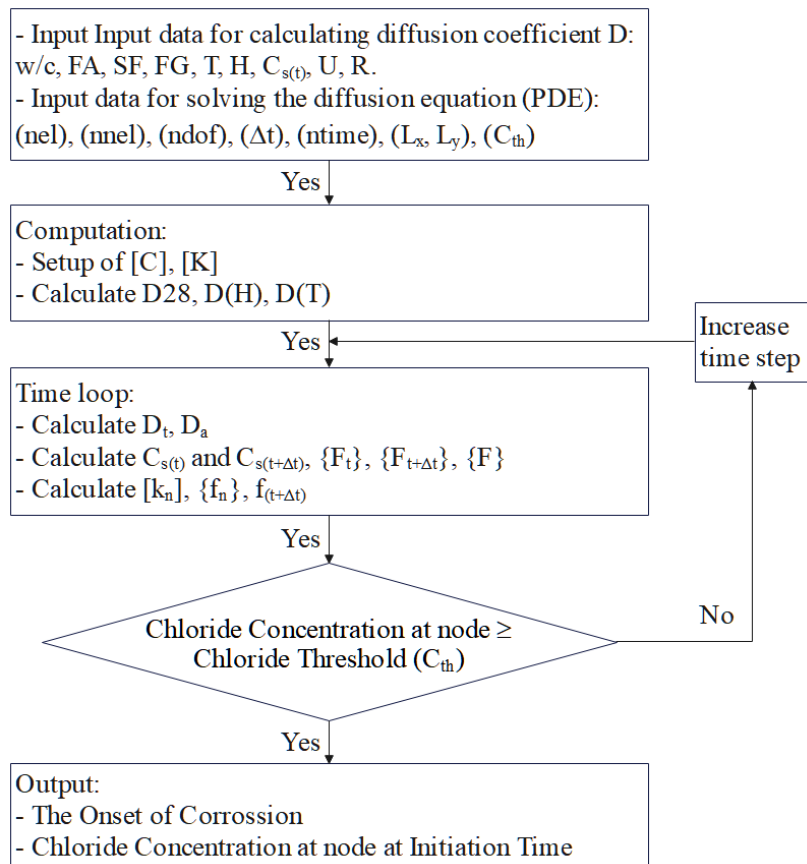 - Input Input data for calculating diffusion coefficient D:
w/c, FA, SF, FG, T, H, Cs(t), U, R.
- Input data for solving the diffusion equation (PDE):
(nel), (nnel), (ndof), (Δt), (ntime), (Lx, Ly), (Cth)
Yes
Computation:
- Setup of [C], [K]
- Calculate D28, D(H), D(T)
Yes
Increase
time step
Time loop:
- Calculate Dt, Da
- Calculate Cs(t) and Cs(t+Δt), {Ft}, {Ft+Δt}, {F}
- Calculate [kn], {fn}, f(t+Δt)
Yes
Chloride Concentration at node ≥
Chloride Threshold (Cth)
No
Yes
Output:
- The Onset of Corrossion
- Chloride Concentration at node at Initiation Time